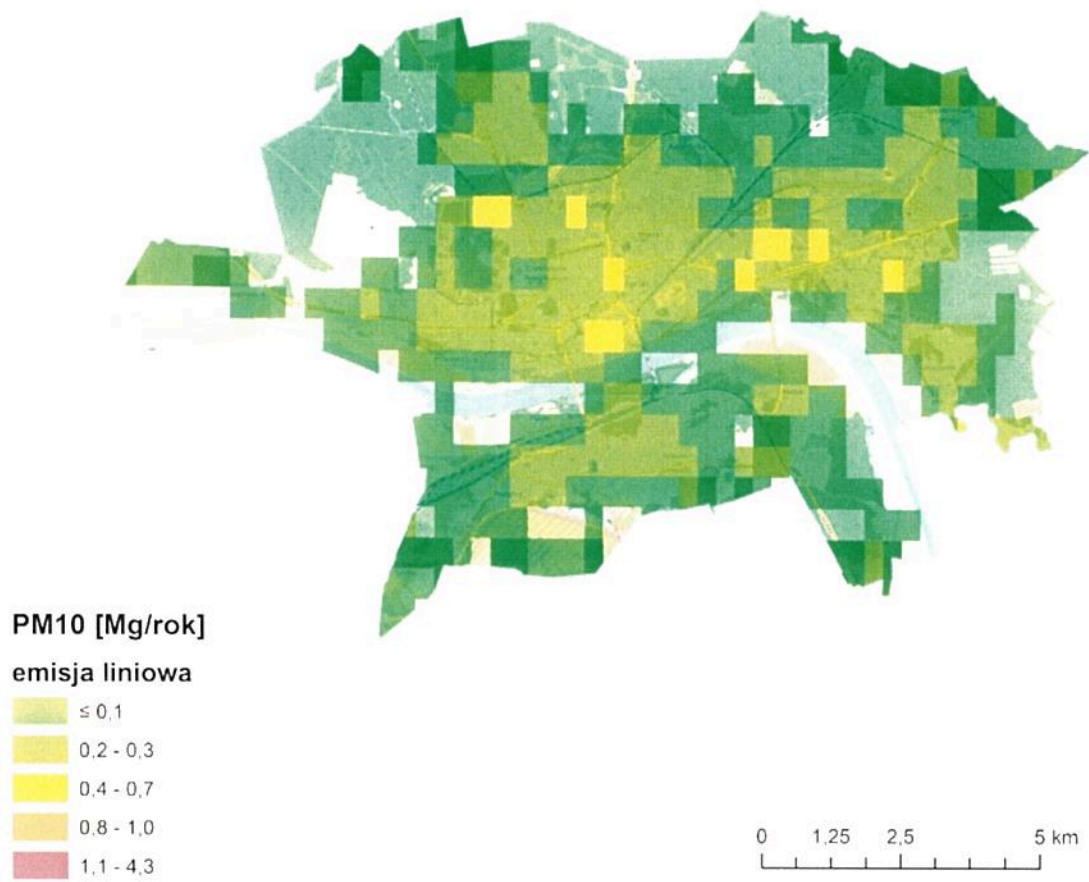 PM10 [Mg/rok]
emisja liniowa
≤ 0,1
0,2 - 0,3
0,4 - 0,7
0,8 - 1,0
1,1 - 4,3
0 1,25 2,5 5 km